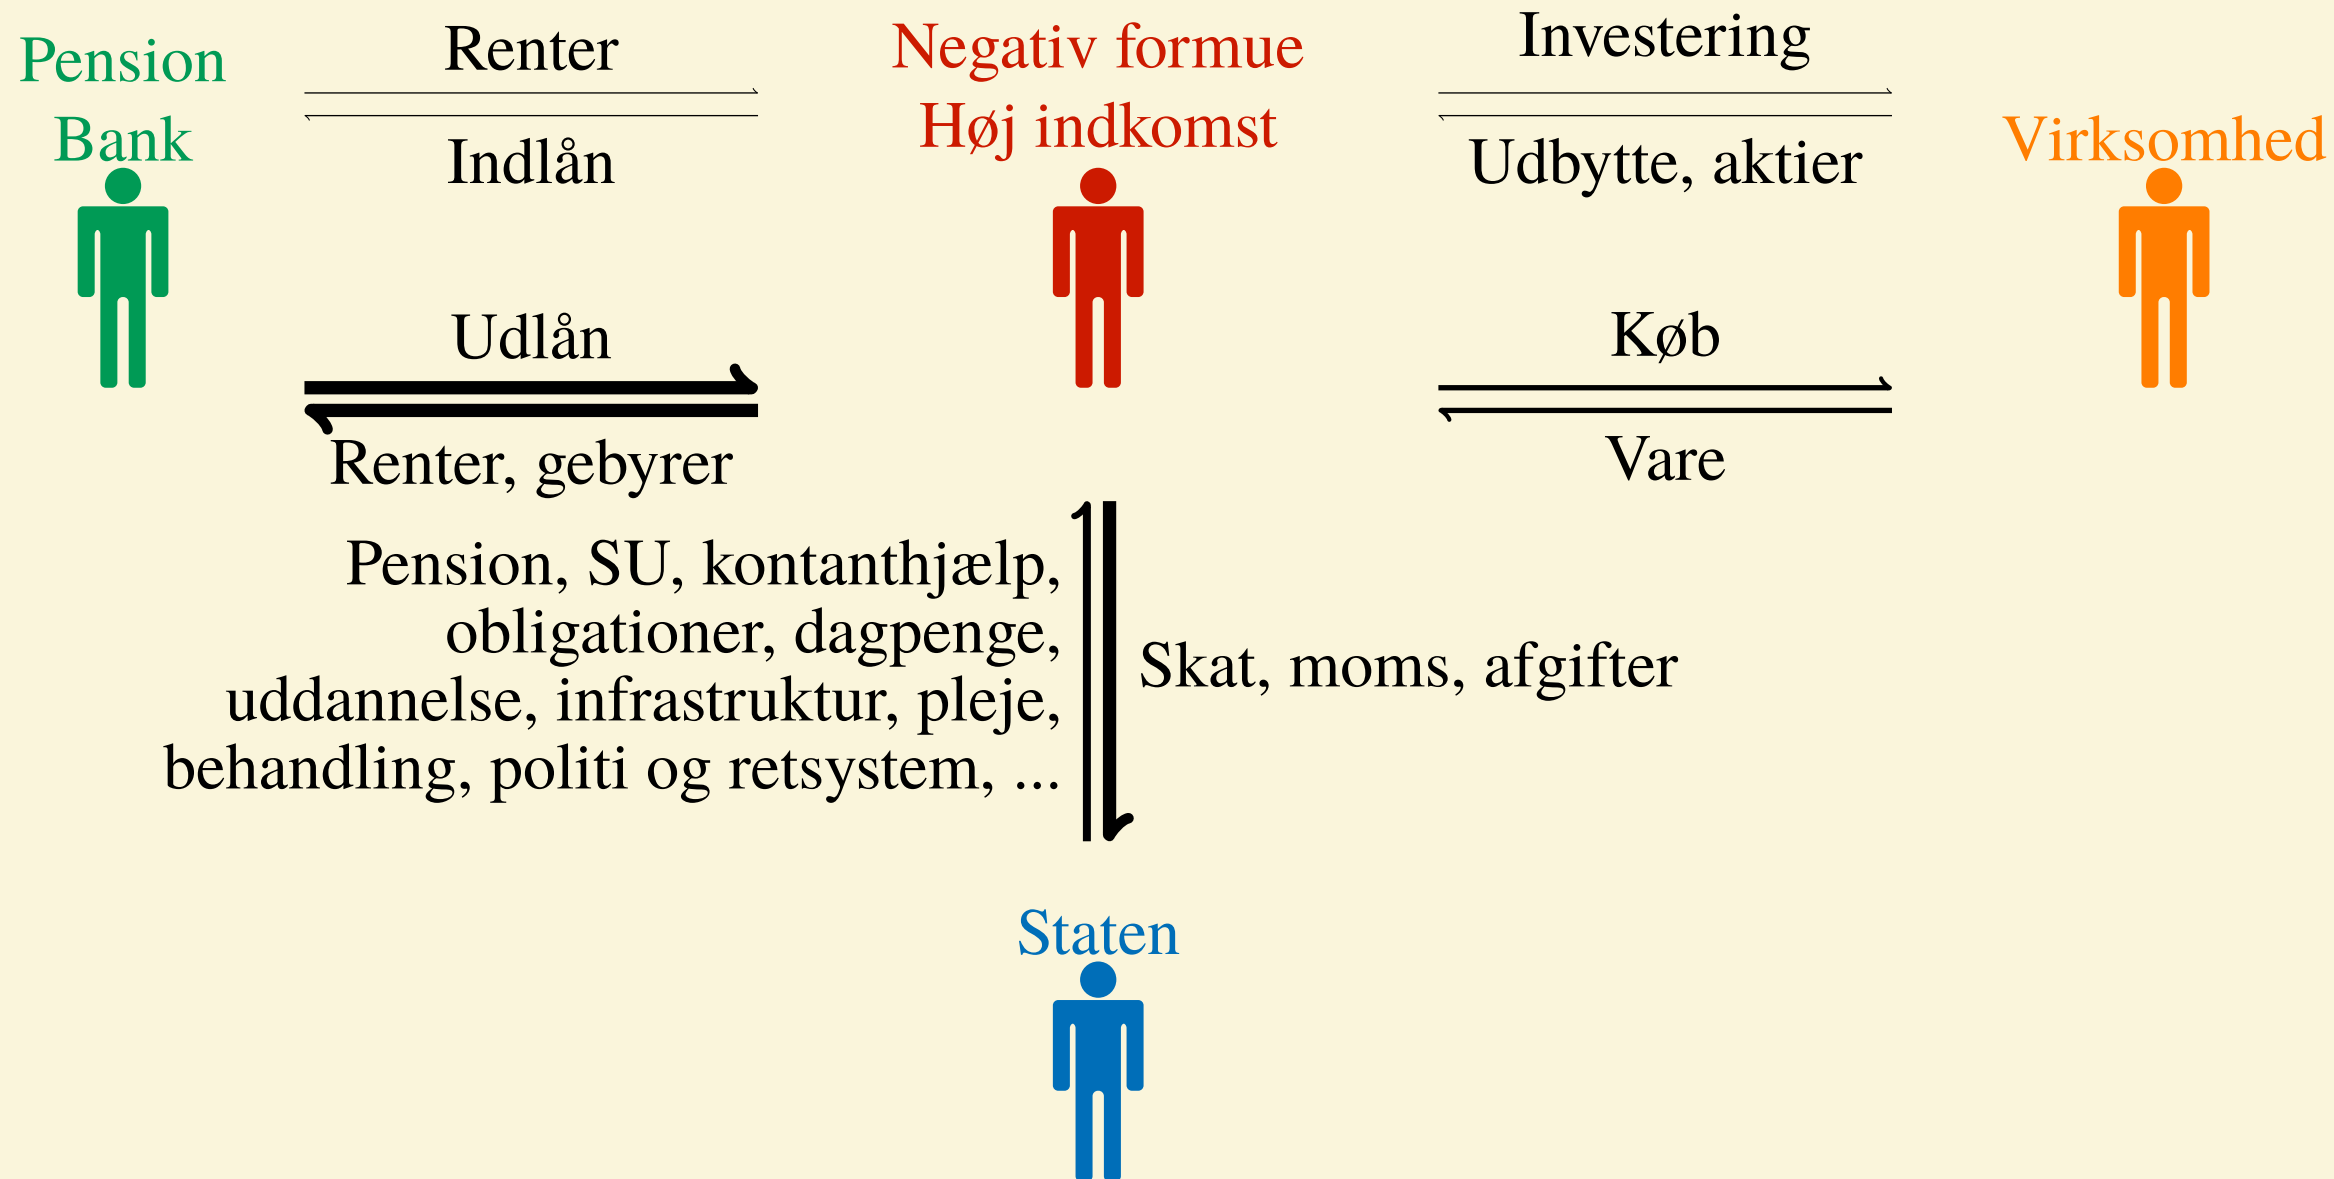 Pension
Bank
Renter
Indlån
Negativ formue
Høj indkomst
Investering
Udbytte, aktier
Virksomhed
Udlån
Renter, gebyrer
Køb
Vare
Pension, SU, kontanthjælp,
obligationer, dagpenge,
uddannelse, infrastruktur, pleje,
behandling, politi og retsystem, ...
Skat, moms, afgifter
Staten